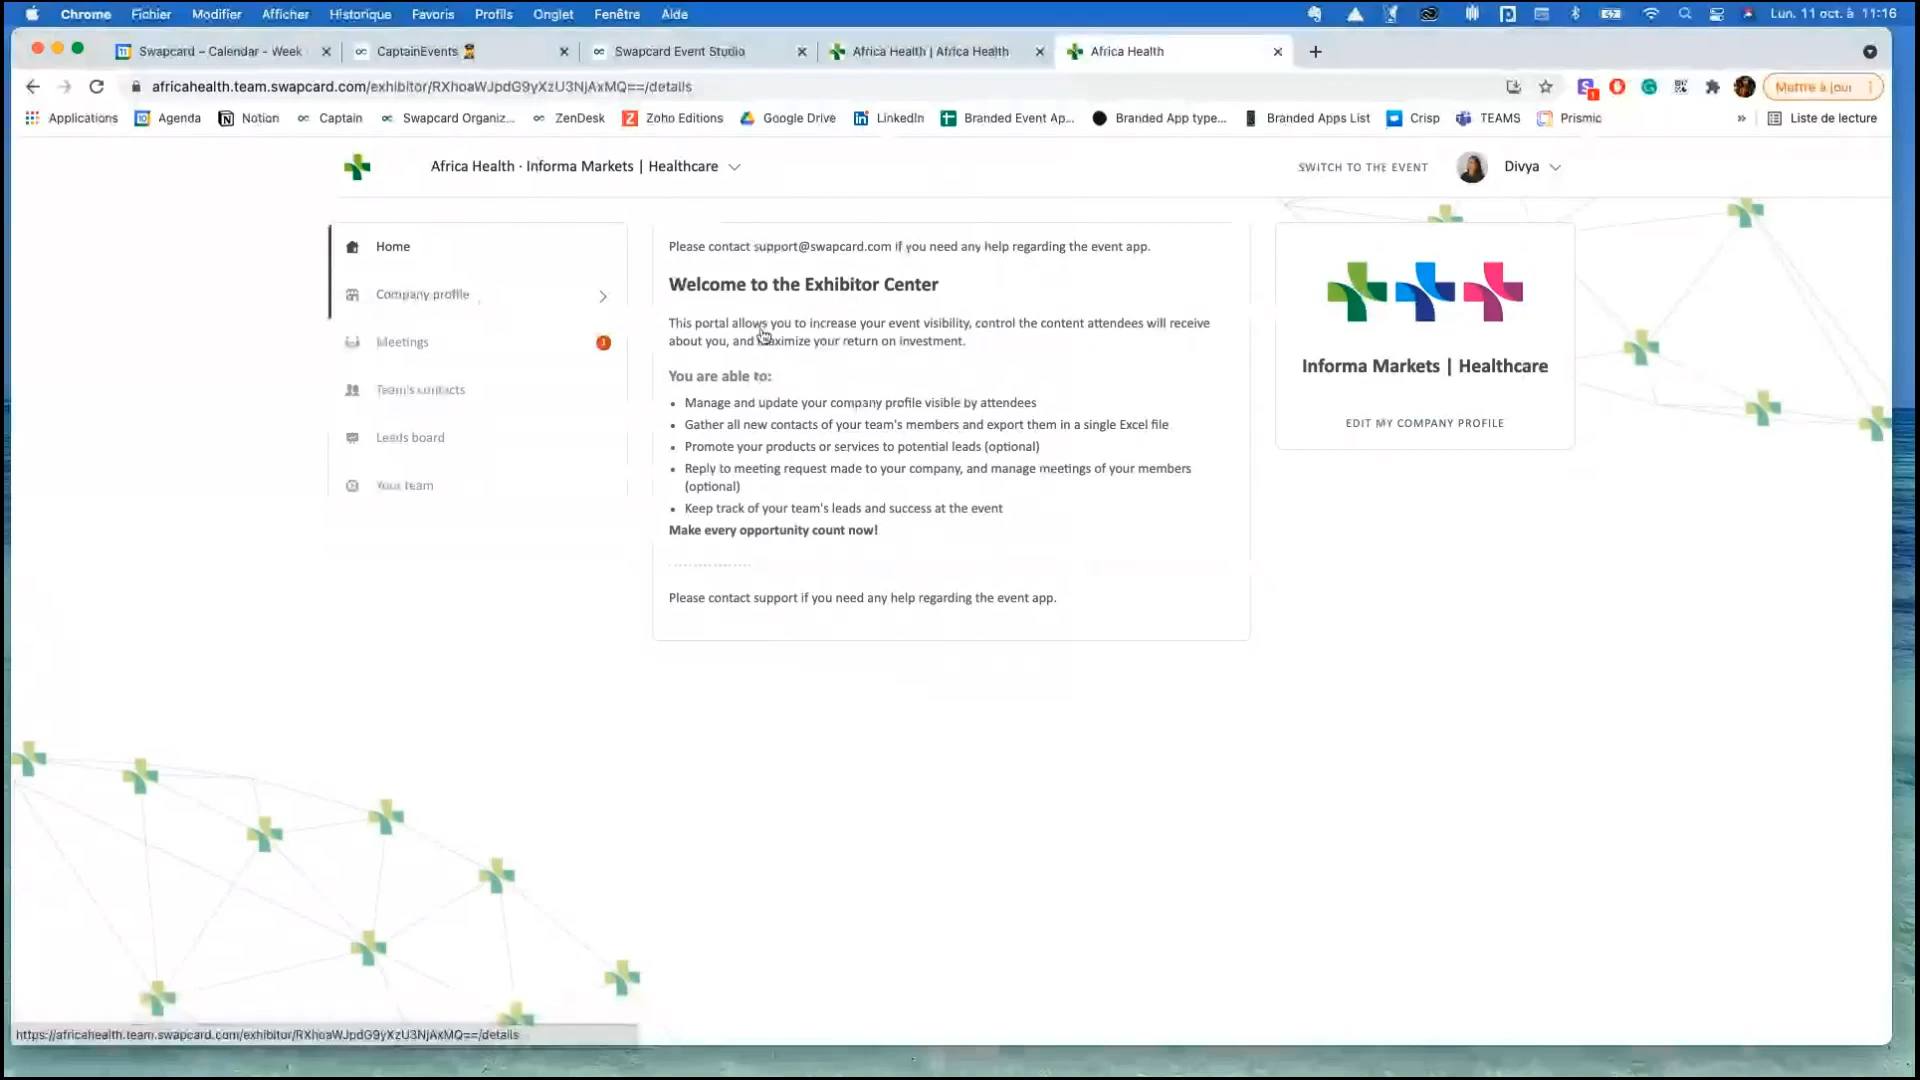 Chrome Fichier Modifier Afficher Historique Favoris Profils Onglet Fenêtre Aide Lun. 11 oct. à 11:16
Swapcard – Calendar - Week CaptainEvents Swapcard Event Studio Africa Health | Africa Health Africa Health
africahealth.team.swapcard.com/exhibitor/RXhoaWJpdG9yXzU3NjAxMQ==/details Mettre à jour
Applications Agenda Notion Captain Swapcard Organiz... ZenDesk Zoho Editions Google Drive LinkedIn Branded Event Ap... Branded App type... Branded Apps List Crisp TEAMS Prismic » Liste de lecture
Africa Health · Informa Markets | Healthcare SWITCH TO THE EVENT Divya
Home
Company profile
Meetings 1
Team's contacts
Leads board
Your team
Please contact support@swapcard.com if you need any help regarding the event app.
Welcome to the Exhibitor Center
This portal allows you to increase your event visibility, control the content attendees will receive
about you, and maximize your return on investment.
You are able to:
• Manage and update your company profile visible by attendees
• Gather all new contacts of your team's members and export them in a single Excel file
• Promote your products or services to potential leads (optional)
• Reply to meeting request made to your company, and manage meetings of your members
(optional)
• Keep track of your team's leads and success at the event
Make every opportunity count now!
Please contact support if you need any help regarding the event app.
Informa Markets | Healthcare
EDIT MY COMPANY PROFILE
https://africahealth.team.swapcard.com/exhibitor/RXhoaWJpdG9yXzU3NjAxMQ==/details